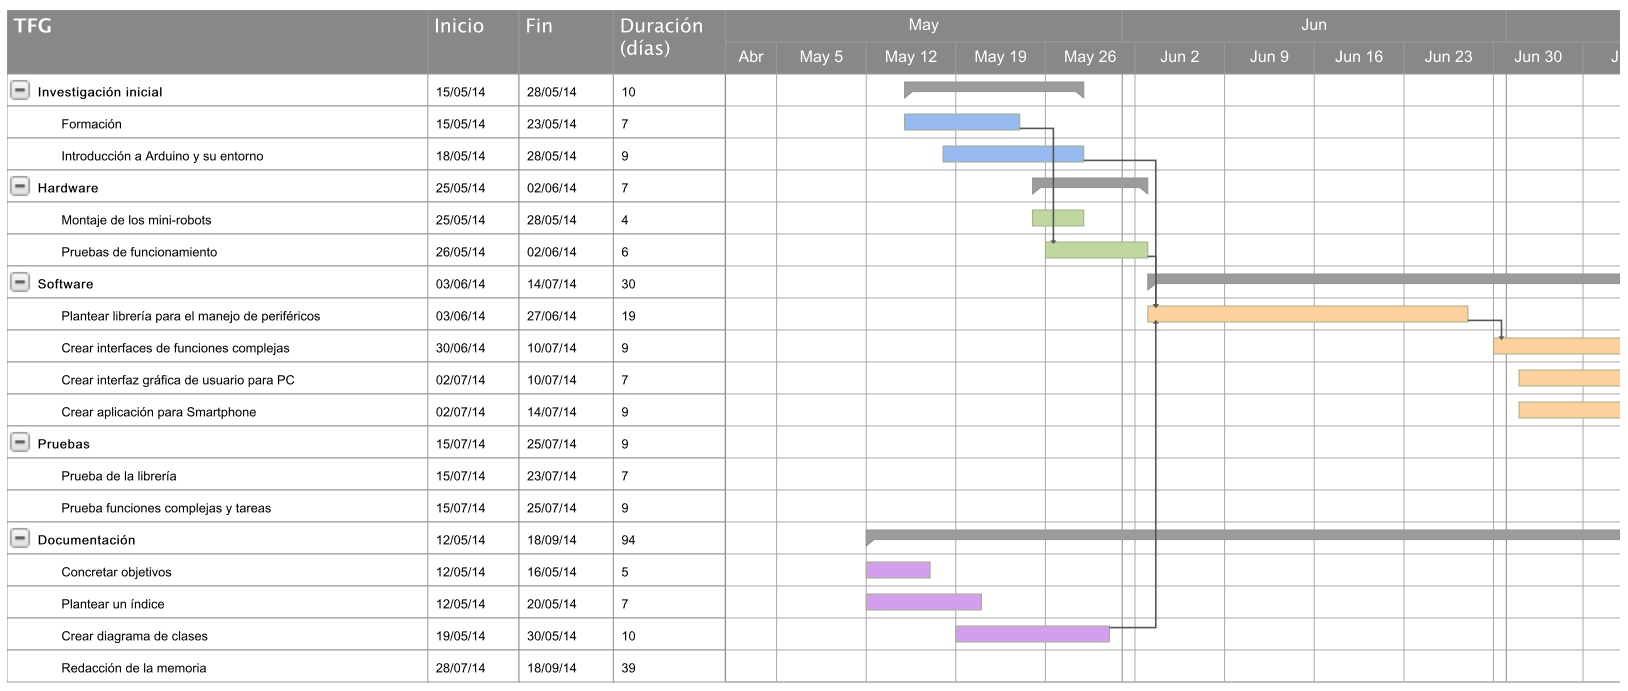 TFG Inicio Fin Duración (días) May Jun
Abr May 5 May 12 May 19 May 26 Jun 2 Jun 9 Jun 16 Jun 23 Jun 30 J
Investigación inicial 15/05/14 28/05/14 10
Formación 15/05/14 23/05/14 7
Introducción a Arduino y su entorno 18/05/14 28/05/14 9
Hardware 25/05/14 02/06/14 7
Montaje de los mini-robots 25/05/14 28/05/14 4
Pruebas de funcionamiento 26/05/14 02/06/14 6
Software 03/06/14 14/07/14 30
Plantear librería para el manejo de periféricos 03/06/14 27/06/14 19
Crear interfaces de funciones complejas 30/06/14 10/07/14 9
Crear interfaz gráfica de usuario para PC 02/07/14 10/07/14 7
Crear aplicación para Smartphone 02/07/14 14/07/14 9
Pruebas 15/07/14 25/07/14 9
Prueba de la librería 15/07/14 23/07/14 7
Prueba funciones complejas y tareas 15/07/14 25/07/14 9
Documentación 12/05/14 18/09/14 94
Concretar objetivos 12/05/14 16/05/14 5
Plantear un índice 12/05/14 20/05/14 7
Crear diagrama de clases 19/05/14 30/05/14 10
Redacción de la memoria 28/07/14 18/09/14 39